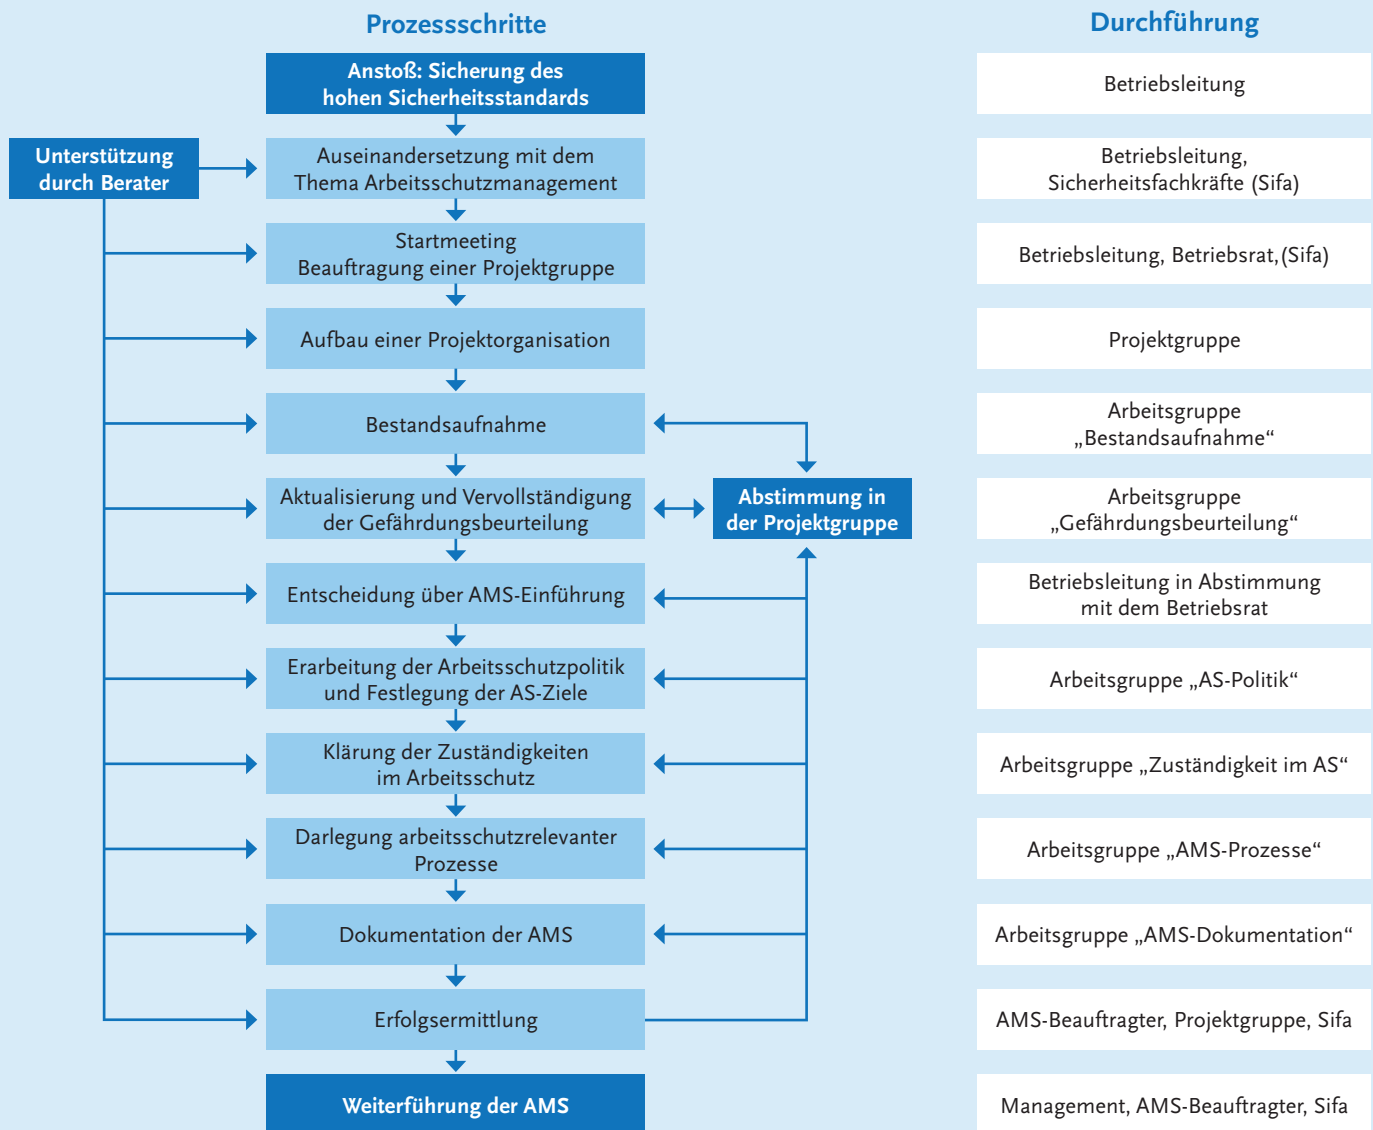 Prozessschritte
Durchführung
Anstoß: Sicherung des
hohen Sicherheitsstandards
Betriebsleitung
Unterstützung
durch Berater
Auseinandersetzung mit dem
Thema Arbeitsschutzmanagement
Betriebsleitung,
Sicherheitsfachkräfte (Sifa)
Startmeeting
Beauftragung einer Projektgruppe
Betriebsleitung, Betriebsrat,(Sifa)
Aufbau einer Projektorganisation
Projektgruppe
Bestandsaufnahme
Arbeitsgruppe
„Bestandsaufnahme“
Aktualisierung und Vervollständigung
der Gefährdungsbeurteilung
Abstimmung in
der Projektgruppe
Arbeitsgruppe
„Gefährdungsbeurteilung“
Entscheidung über AMS-Einführung
Betriebsleitung in Abstimmung
mit dem Betriebsrat
Erarbeitung der Arbeitsschutzpolitik
und Festlegung der AS-Ziele
Arbeitsgruppe „AS-Politik“
Klärung der Zuständigkeiten
im Arbeitsschutz
Arbeitsgruppe „Zuständigkeit im AS“
Darlegung arbeitsschutzrelevanter
Prozesse
Arbeitsgruppe „AMS-Prozesse“
Dokumentation der AMS
Arbeitsgruppe „AMS-Dokumentation“
Erfolgsermittlung
AMS-Beauftragter, Projektgruppe, Sifa
Weiterführung der AMS
Management, AMS-Beauftragter, Sifa